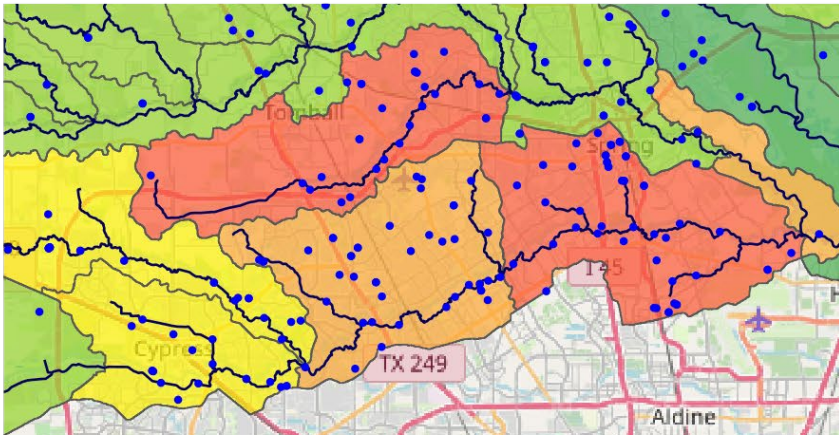 Tomball
Spring
I 45
H
Cypress
TX 249
Aldine